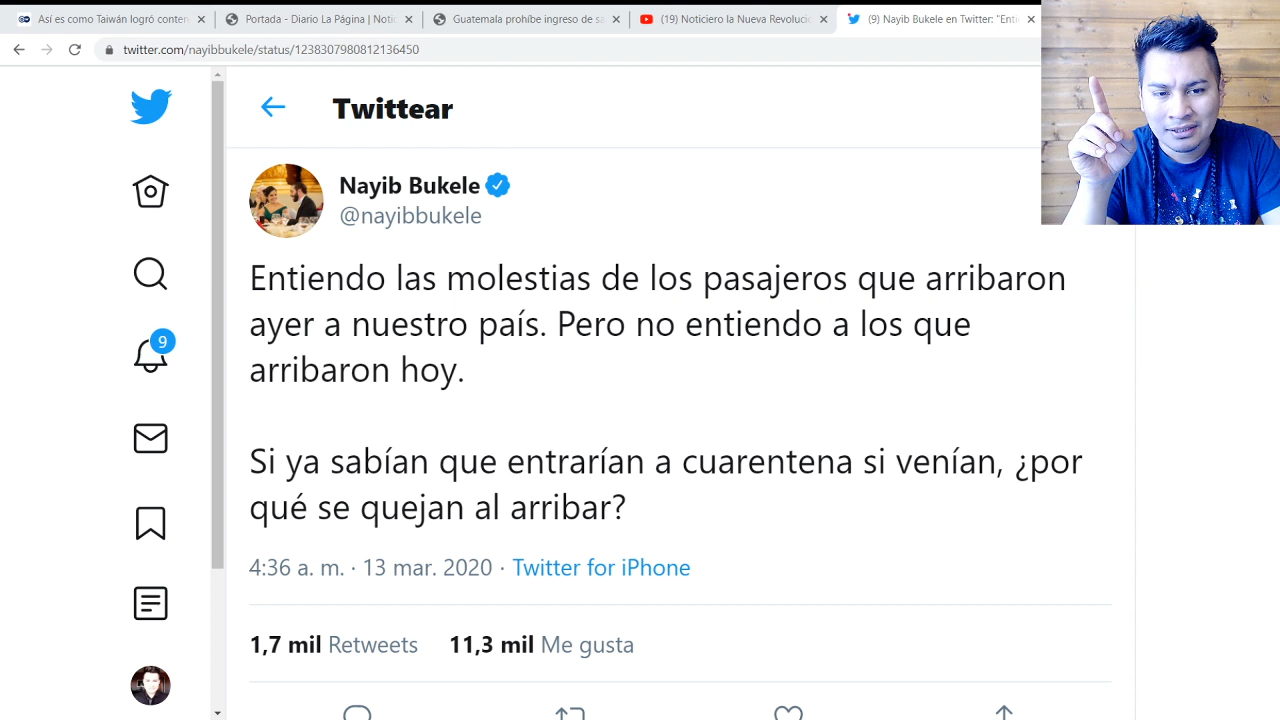 Así es como Taiwán logró conten
Portada - Diario La Página | Notic
Guatemala prohíbe ingreso de sa
(19) Noticiero la Nueva Revoluci
(9) Nayib Bukele en Twitter: "Enti
twitter.com/nayibbukele/status/1238307980812136450
Twittear
Nayib Bukele
@nayibbukele
9
Entiendo las molestias de los pasajeros que arribaron
ayer a nuestro país. Pero no entiendo a los que
arribaron hoy.
Si ya sabían que entrarían a cuarentena si venían, ¿por
qué se quejan al arribar?
4:36 a. m. · 13 mar. 2020 · Twitter for iPhone
1,7 mil Retweets 11,3 mil Me gusta